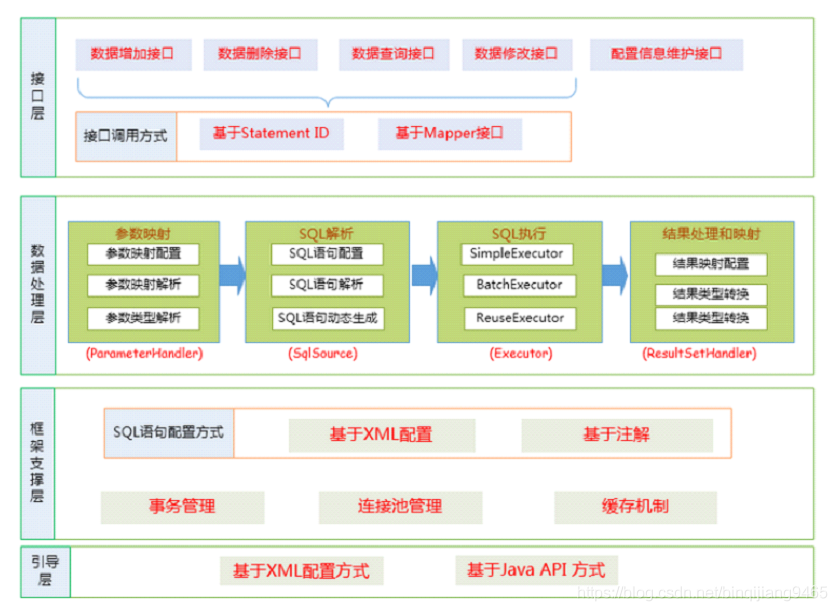 接口层
数据增加接口 数据删除接口 数据查询接口 数据修改接口 配置信息维护接口
接口调用方式 基于Statement ID 基于Mapper接口
数据处理层
参数映射 SQL解析 SQL执行 结果处理和映射
参数映射配置 SQL语句配置 SimpleExecutor 结果映射配置
参数映射解析 SQL语句解析 BatchExecutor 结果类型转换
参数类型解析 SQL语句动态生成 ReuseExecutor 结果类型转换
(ParameterHandler) (SqlSource) (Executor) (ResultSetHandler)
框架支撑层
SQL语句配置方式 基于XML配置 基于注解
事务管理 连接池管理 缓存机制
引导层
基于XML配置方式 基于Java API 方式
https://blog.csdn.net/binqijiang9465